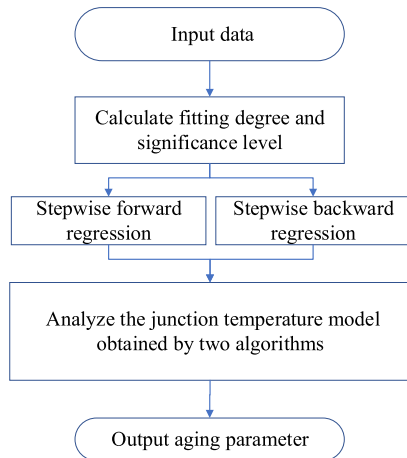 Input data
Calculate fitting degree and
significance level
Stepwise forward
regression
Stepwise backward
regression
Analyze the junction temperature model
obtained by two algorithms
Output aging parameter